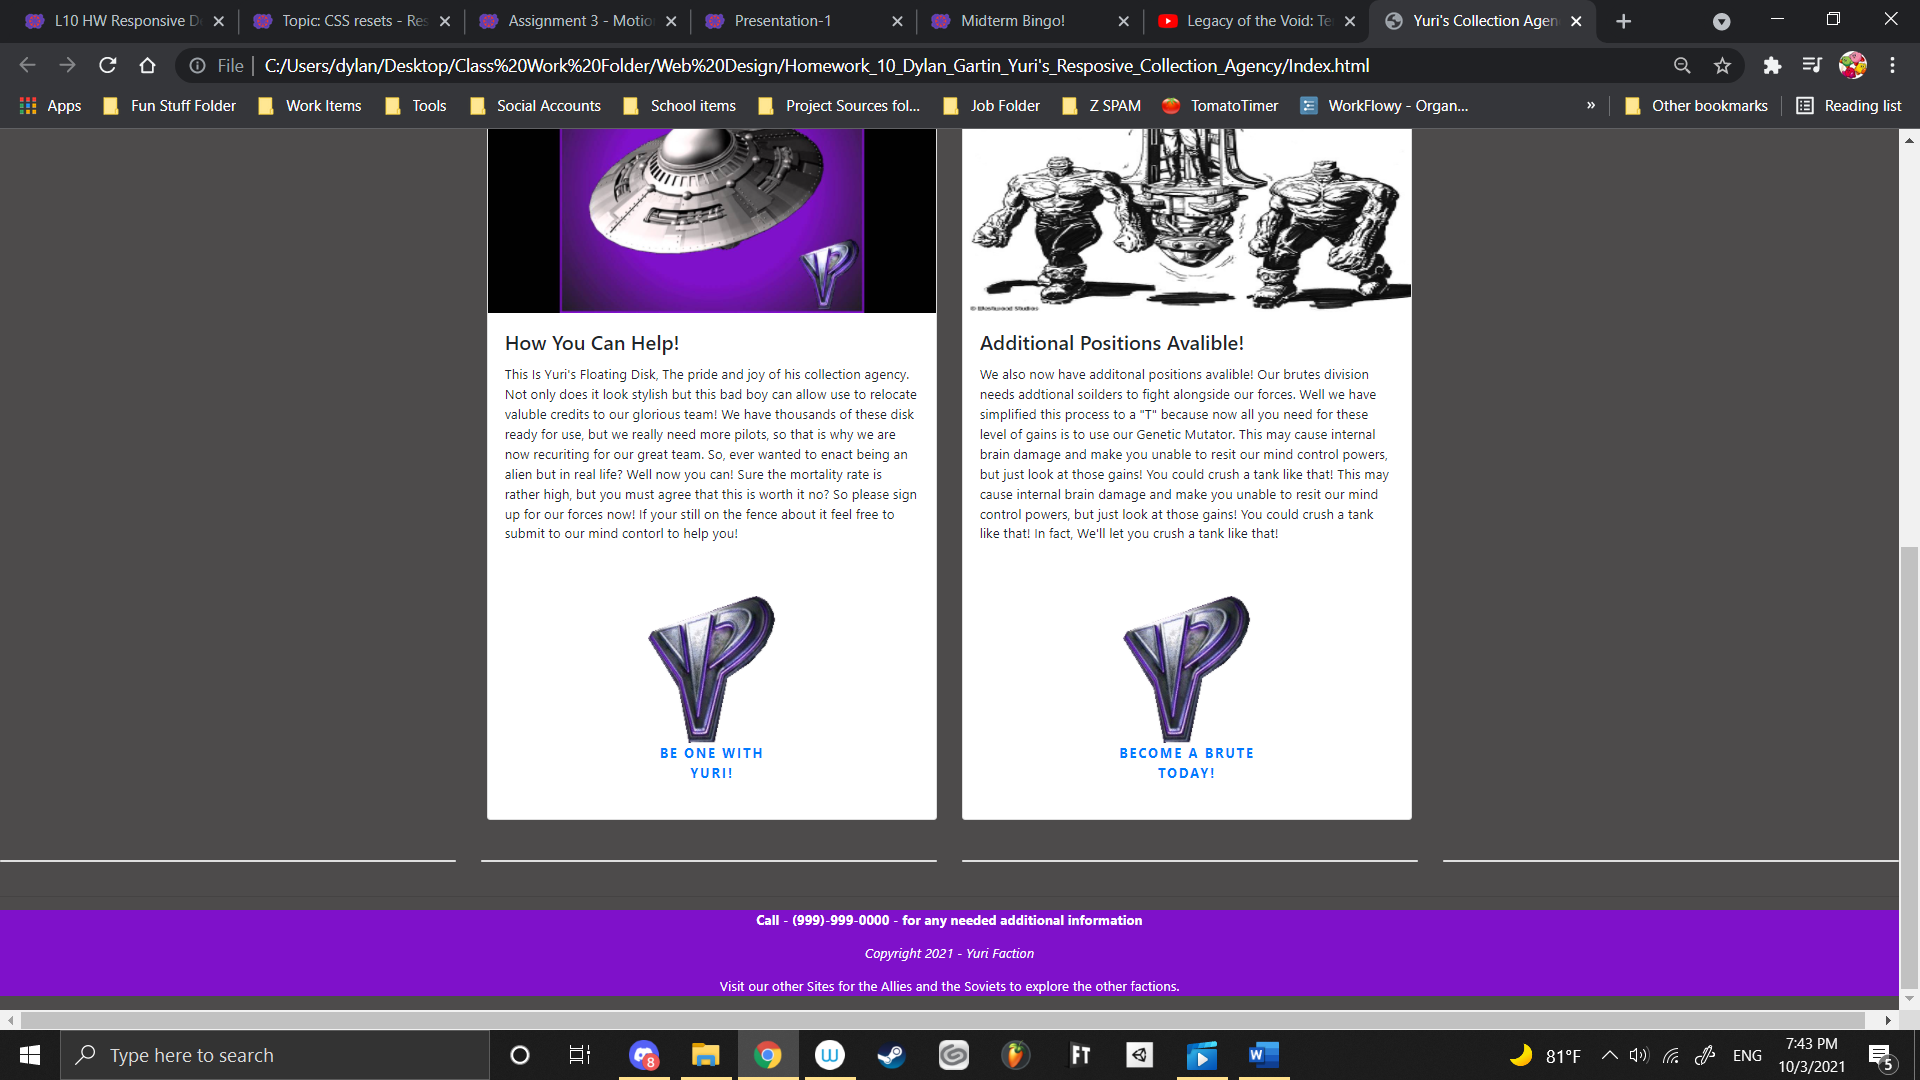 L10 HW Responsive D
Topic: CSS resets - Res
Assignment 3 - Motio
Presentation-1
Midterm Bingo!
Legacy of the Void: Te
Yuri's Collection Agen
File
C:/Users/dylan/Desktop/Class%20Work%20Folder/Web%20Design/Homework_10_Dylan_Gartin_Yuri's_Resposive_Collection_Agency/Index.html
Apps
Fun Stuff Folder
Work Items
Tools
Social Accounts
School items
Project Sources fol...
Job Folder
Z SPAM
TomatoTimer
WorkFlowy - Organ...
»
Other bookmarks
Reading list
© Westwood Studios
How You Can Help!
This Is Yuri's Floating Disk, The pride and joy of his collection agency.
Not only does it look stylish but this bad boy can allow use to relocate
valuble credits to our glorious team! We have thousands of these disk
ready for use, but we really need more pilots, so that is why we are
now recuriting for our great team. So, ever wanted to enact being an
alien but in real life? Well now you can! Sure the mortality rate is
rather high, but you must agree that this is worth it no? So please sign
up for our forces now! If your still on the fence about it feel free to
submit to our mind contorl to help you!
BE ONE WITH
YURI!
Additional Positions Avalible!
We also now have additonal positions avalible! Our brutes division
needs addtional soilders to fight alongside our forces. Well we have
simplified this process to a "T" because now all you need for these
level of gains is to use our Genetic Mutator. This may cause internal
brain damage and make you unable to resit our mind control powers,
but just look at those gains! You could crush a tank like that! This may
cause internal brain damage and make you unable to resit our mind
control powers, but just look at those gains! You could crush a tank
like that! In fact, We'll let you crush a tank like that!
BECOME A BRUTE
TODAY!
Call - (999)-999-0000 - for any needed additional information
Copyright 2021 - Yuri Faction
Visit our other Sites for the Allies and the Soviets to explore the other factions.
Type here to search
8
FT
81°F
ENG
7:43 PM
10/3/2021
5